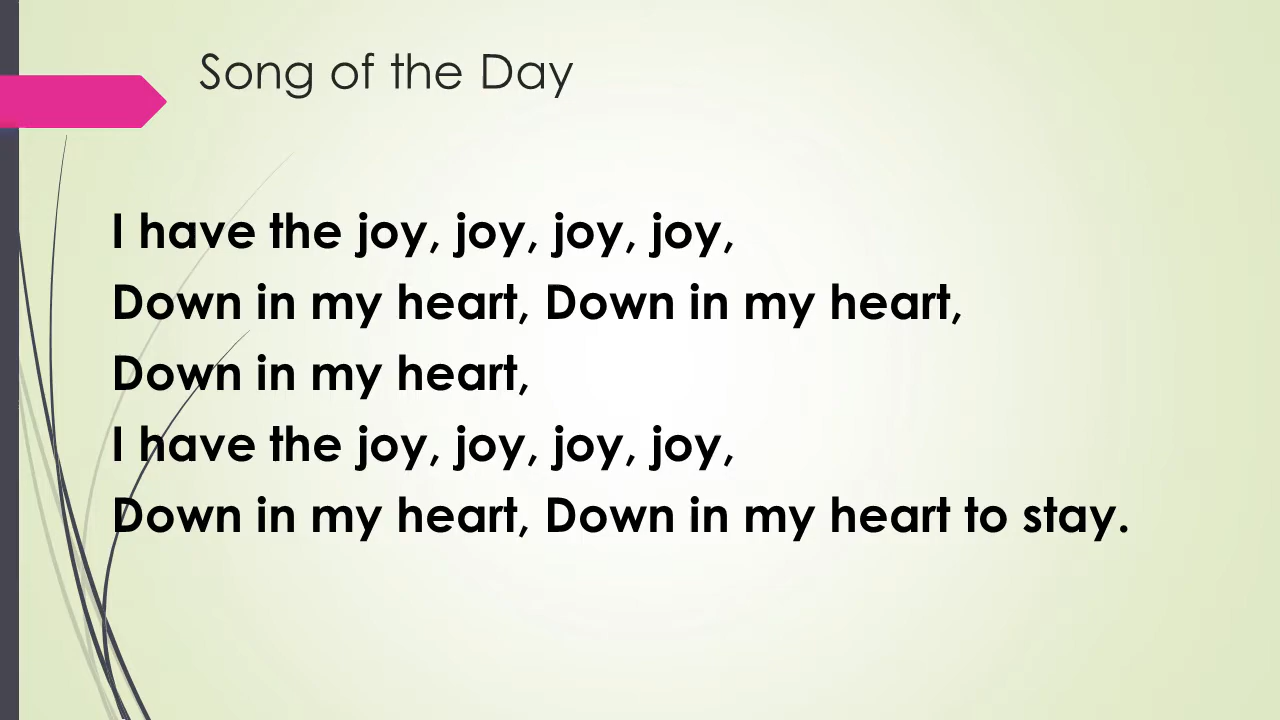 Song of the Day
I have the joy, joy, joy, joy,
Down in my heart, Down in my heart,
Down in my heart,
I have the joy, joy, joy, joy,
Down in my heart, Down in my heart to stay.